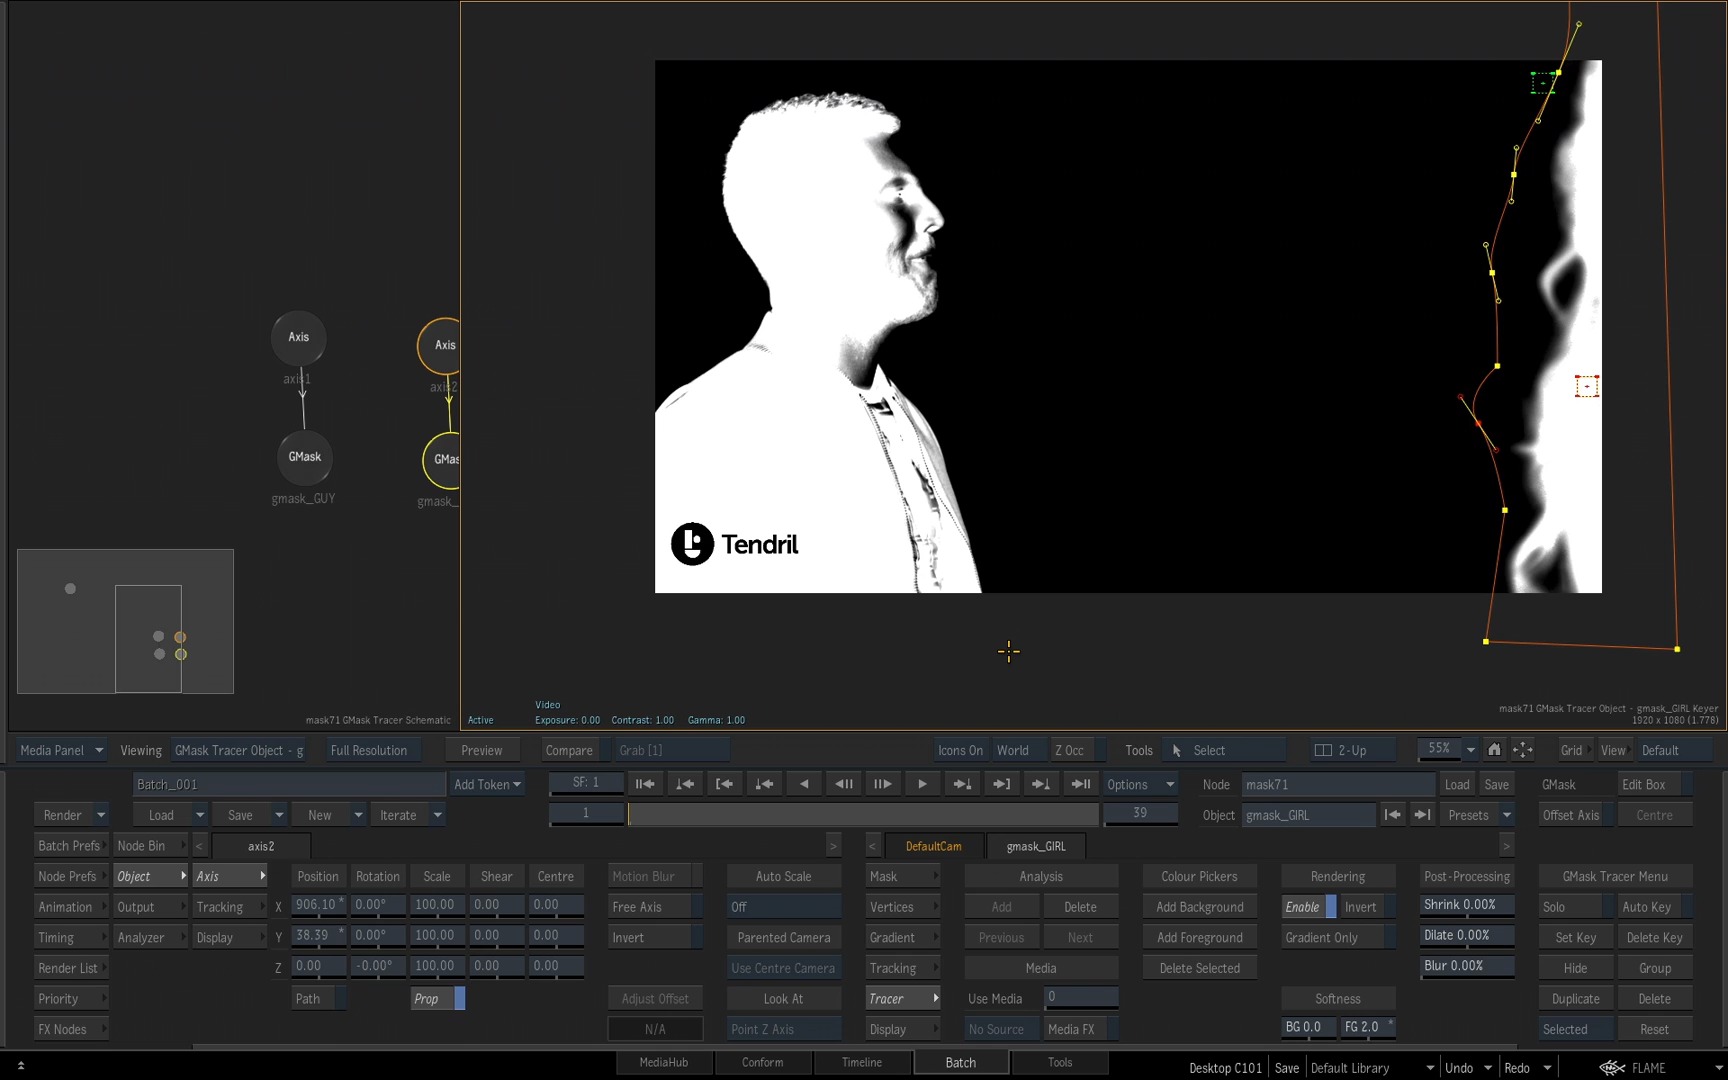 Axis
axis1
GMask
gmask_GUY
Axis
axis2
GMas
gmask_
Tendril
mask71 GMask Tracer Schematic
Video
Active Exposure: 0.00 Contrast: 1.00 Gamma: 1.00
mask71 GMask Tracer Object - gmask_GIRL Keyer
1920 x 1080 (1.778)
Media Panel Viewing GMask Tracer Object - g Full Resolution Preview Compare Grab [1] Icons On World Z Occ Tools Select 2-Up 55% Grid View Default
Batch_001 Add Token SF: 1 Options Node mask71 Load Save GMask Edit Box
Render Load Save New Iterate 1 39 Object gmask_GIRL Presets Offset Axis Centre
Batch Prefs Node Bin < axis2 > < DefaultCam gmask_GIRL >
Node Prefs Object Axis Position Rotation Scale Shear Centre Motion Blur Auto Scale Mask Analysis Colour Pickers Rendering Post-Processing GMask Tracer Menu
Animation Output Tracking X 906.10 * 0.00° 100.00 0.00 0.00 Free Axis Off Vertices Add Delete Add Background Enable Invert Shrink 0.00% Solo Auto Key
Timing Analyzer Display Y 38.39 * 0.00° 100.00 0.00 0.00 Invert Parented Camera Gradient Previous Next Add Foreground Gradient Only Dilate 0.00% Set Key Delete Key
Render List Z 0.00 -0.00° 100.00 0.00 0.00 Use Centre Camera Tracking Media Delete Selected Blur 0.00% Hide Group
Priority Path Prop Adjust Offset Look At Tracer Use Media 0 Softness Duplicate Delete
FX Nodes N/A Point Z Axis Display No Source Media FX BG 0.0 FG 2.0 * Selected Reset
MediaHub Conform Timeline Batch Tools Desktop C101 Save Default Library Undo Redo FLAME